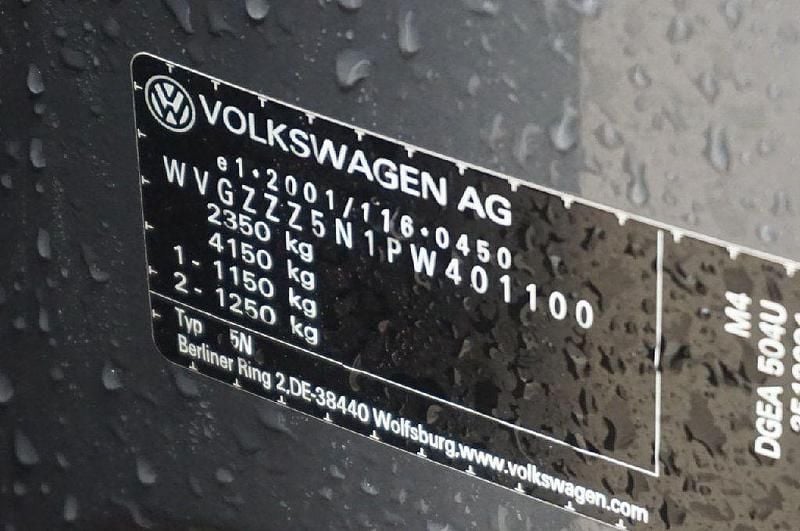 VOLKSWAGEN AG
e1*2001/116*0450
WVGZZZ5N1PW401100
2350 kg
4150 kg
1- 1150 kg
2- 1250 kg
Typ 5N
Berliner Ring 2,DE-38440 Wolfsburg,www.volkswagen.com
M4
DGEA 504U